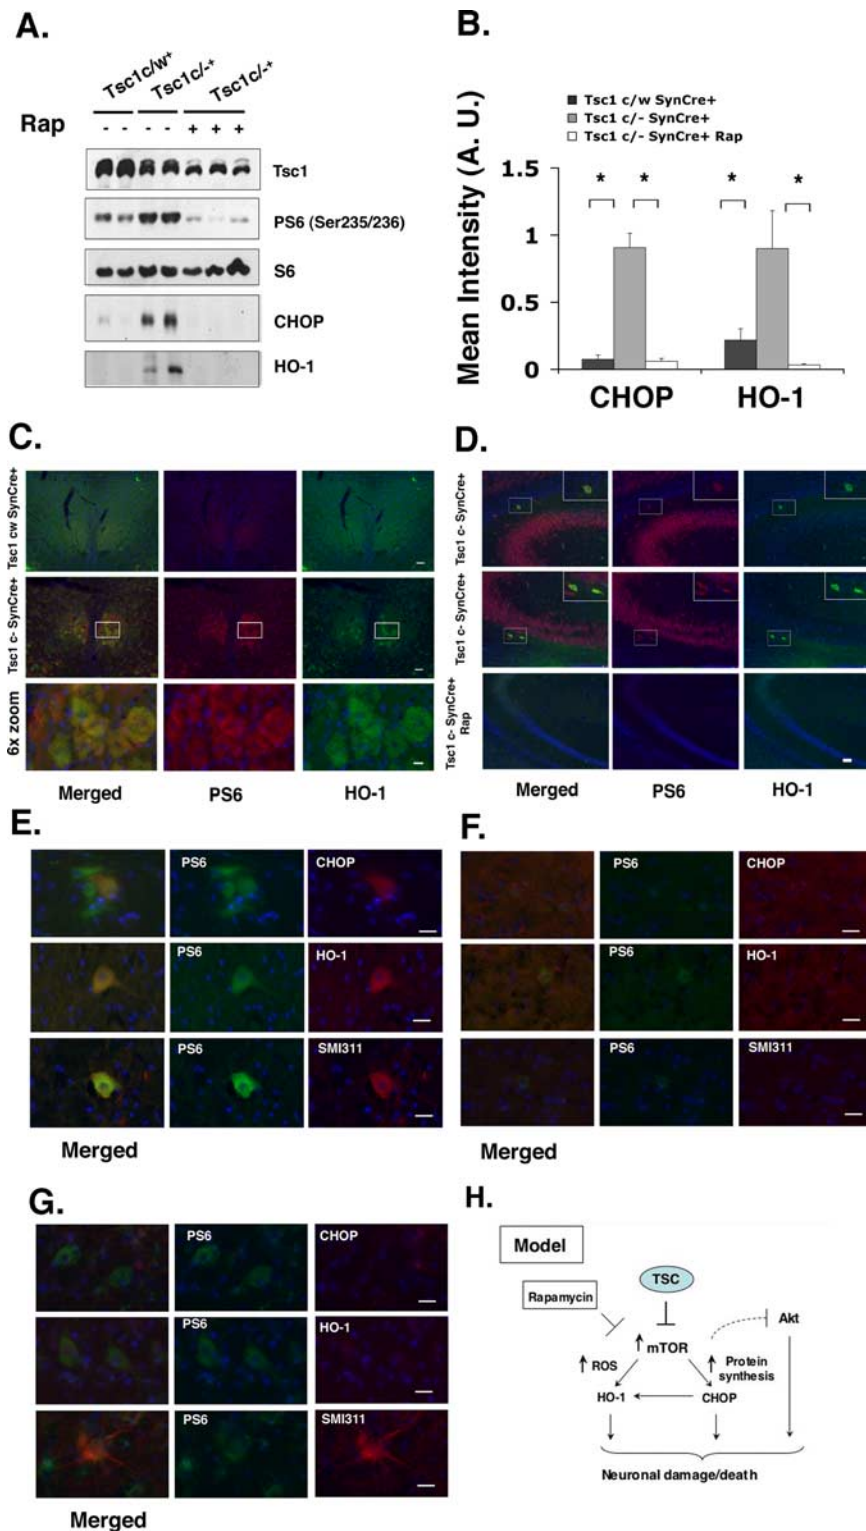 A.
Tsc1c/w+ Tsc1c/-+ Tsc1c/-+
Rap - - - - + + +
Tsc1
PS6 (Ser235/236)
S6
CHOP
HO-1
B.
Tsc1 c/w SynCre+
Tsc1 c/- SynCre+
Tsc1 c/- SynCre+ Rap
Mean Intensity (A. U.)
1.5
1
0.5
0
* * * *
CHOP HO-1
C.
Tsc1 cw SynCre+
Tsc1 c- SynCre+
6x zoom
Merged PS6 HO-1
D.
Tsc1 c- SynCre+
Tsc1 c- SynCre+
Tsc1 c- SynCre+
Rap
Merged PS6 HO-1
E.
PS6 CHOP
PS6 HO-1
PS6 SMI311
Merged
F.
PS6 CHOP
PS6 HO-1
PS6 SMI311
Merged
G.
PS6 CHOP
PS6 HO-1
PS6 SMI311
Merged
H.
Model
TSC
Rapamycin
Akt
mTOR
ROS
Protein
synthesis
HO-1 CHOP
Neuronal damage/death